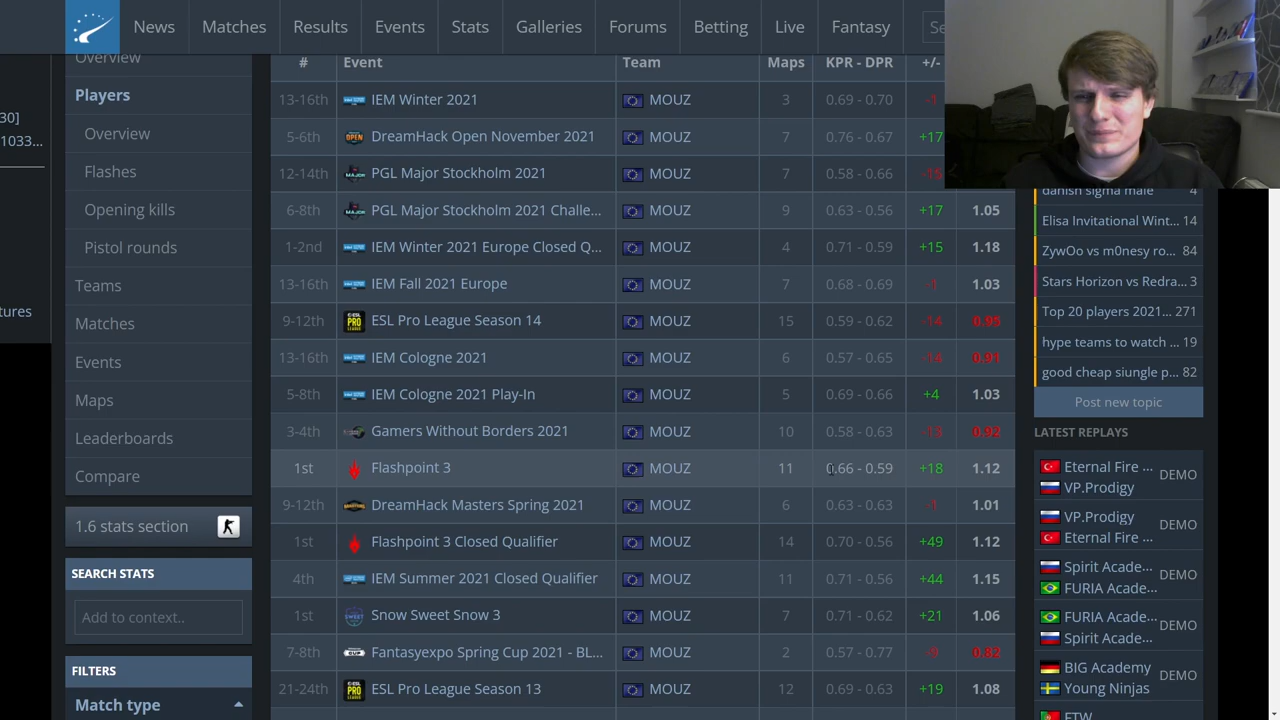 News Matches Results Events Stats Galleries Forums Betting Live Fantasy Se
30]
1033...
tures
Overview
Players
Overview
Flashes
Opening kills
Pistol rounds
Teams
Matches
Events
Maps
Leaderboards
Compare
1.6 stats section
SEARCH STATS
Add to context..
FILTERS
Match type
# Event Team Maps KPR - DPR +/-
13-16th IEM Winter 2021 MOUZ 3 0.69 - 0.70 -1
5-6th DreamHack Open November 2021 MOUZ 7 0.76 - 0.67 +17
12-14th PGL Major Stockholm 2021 MOUZ 7 0.58 - 0.66 -15
6-8th PGL Major Stockholm 2021 Challe... MOUZ 9 0.63 - 0.56 +17 1.05
1-2nd IEM Winter 2021 Europe Closed Q... MOUZ 4 0.71 - 0.59 +15 1.18
13-16th IEM Fall 2021 Europe MOUZ 7 0.68 - 0.69 -1 1.03
9-12th ESL Pro League Season 14 MOUZ 15 0.59 - 0.62 -14 0.95
13-16th IEM Cologne 2021 MOUZ 6 0.57 - 0.65 -14 0.91
5-8th IEM Cologne 2021 Play-In MOUZ 5 0.69 - 0.66 +4 1.03
3-4th Gamers Without Borders 2021 MOUZ 10 0.58 - 0.63 -13 0.92
1st Flashpoint 3 MOUZ 11 0.66 - 0.59 +18 1.12
9-12th DreamHack Masters Spring 2021 MOUZ 6 0.63 - 0.63 -1 1.01
1st Flashpoint 3 Closed Qualifier MOUZ 14 0.70 - 0.56 +49 1.12
4th IEM Summer 2021 Closed Qualifier MOUZ 11 0.71 - 0.56 +44 1.15
1st Snow Sweet Snow 3 MOUZ 7 0.71 - 0.62 +21 1.06
7-8th Fantasyexpo Spring Cup 2021 - BL... MOUZ 2 0.57 - 0.77 -9 0.82
21-24th ESL Pro League Season 13 MOUZ 12 0.69 - 0.63 +19 1.08
danish sigma male 4
Elisa Invitational Wint... 14
ZywOo vs m0nesy ro... 84
Stars Horizon vs Redra... 3
Top 20 players 2021... 271
hype teams to watch ... 19
good cheap siungle p... 82
Post new topic
LATEST REPLAYS
Eternal Fire ...
VP.Prodigy
DEMO
VP.Prodigy
Eternal Fire ...
DEMO
Spirit Acade...
FURIA Acade...
DEMO
FURIA Acade...
Spirit Acade...
DEMO
BIG Academy
Young Ninjas
DEMO
FTW